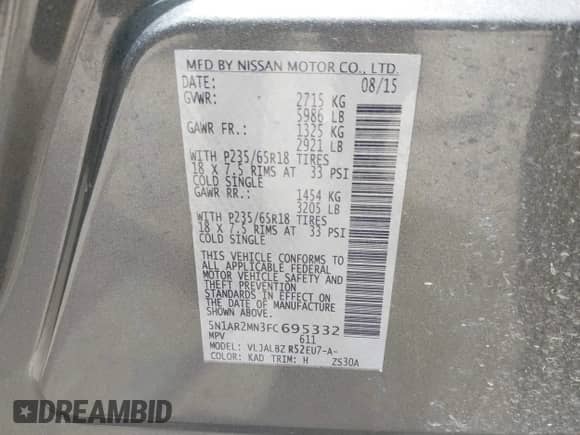 MFD BY NISSAN MOTOR CO., LTD.
DATE: 08/15
GVWR: 2715 KG
5986 LB
GAWR FR.: 1325 KG
2921 LB
WITH P235/65R18 TIRES
18 X 7.5 RIMS AT 33 PSI
COLD SINGLE
GAWR RR.: 1454 KG
3205 LB
WITH P235/65R18 TIRES
18 X 7.5 RIMS AT 33 PSI
COLD SINGLE
THIS VEHICLE CONFORMS TO
ALL APPLICABLE FEDERAL
MOTOR VEHICLE SAFETY AND
THEFT PREVENTION
STANDARDS IN EFFECT ON
THE DATE OF MANUFACTURE
SHOWN ABOVE.
5N1AR2MN3FC695332
MPV 611
MODEL: VLJALBZ R52EU7-A-
COLOR: KAD TRIM: H ZS30A
DREAMBID